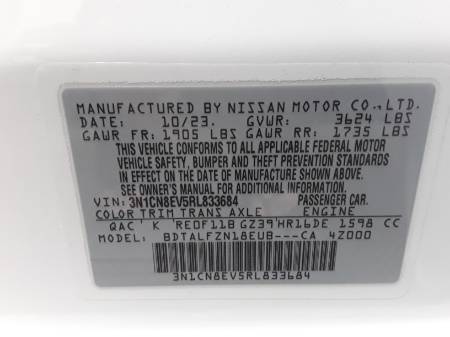 MANUFACTURED BY NISSAN MOTOR CO.,LTD.
DATE: 10/23. GVWR: 3624 LBS
GAWR FR: 1905 LBS GAWR RR: 1735 LBS
THIS VEHICLE CONFORMS TO ALL APPLICABLE FEDERAL MOTOR
VEHICLE SAFETY, BUMPER AND THEFT PREVENTION STANDARDS
IN EFFECT ON THE DATE OF MANUFACTURE SHOWN ABOVE.
SEE OWNER'S MANUAL FOR ADDITIONAL INFORMATION.
VIN: 3N1CN8EV5RL833684 PASSENGER CAR.
COLOR TRIM TRANS AXLE ENGINE
QAC K RE0F11B GZ39 HR16DE 1598 CC
MODEL: BDTALFZN18EUB---CA 4Z000
3N1CN8EV5RL833684